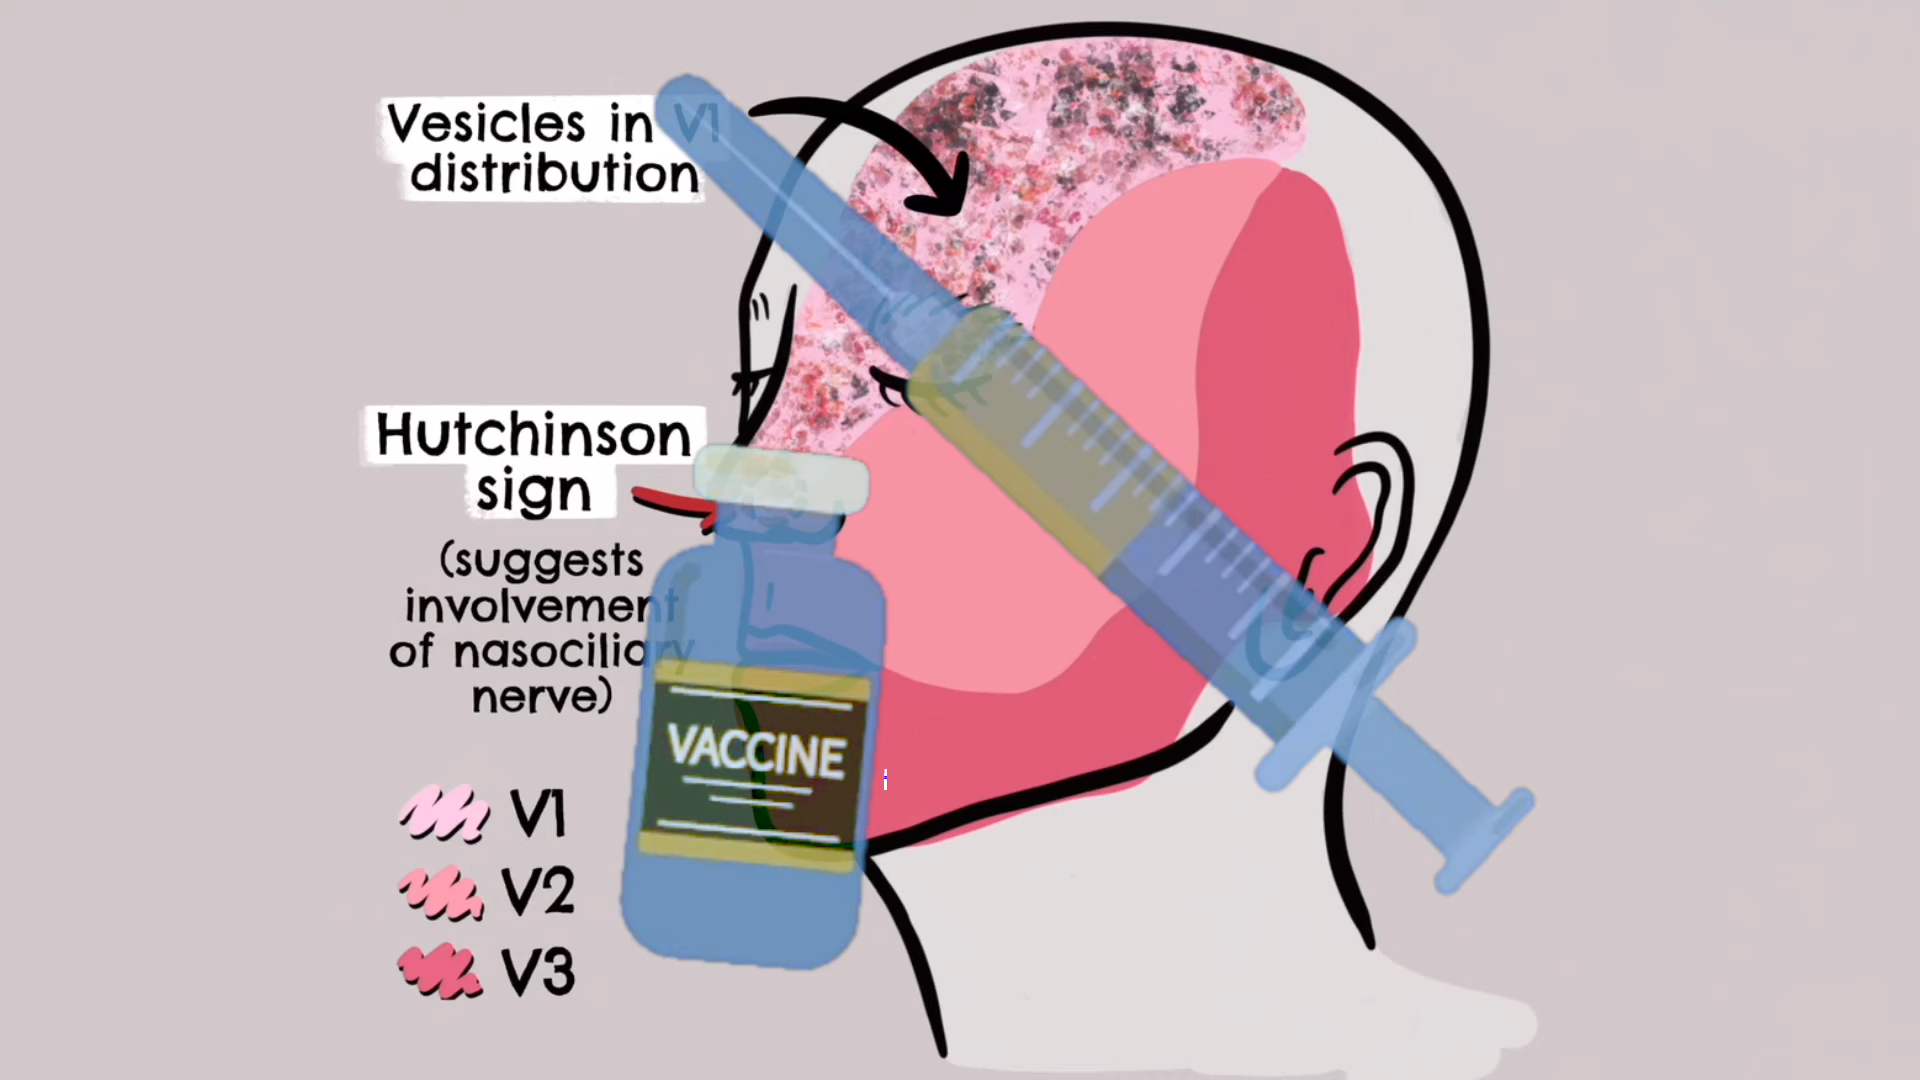 Vesicles in V1
distribution
Hutchinson
sign
(suggests
involvement
of nasociliary
nerve)
VACCINE
V1
V2
V3